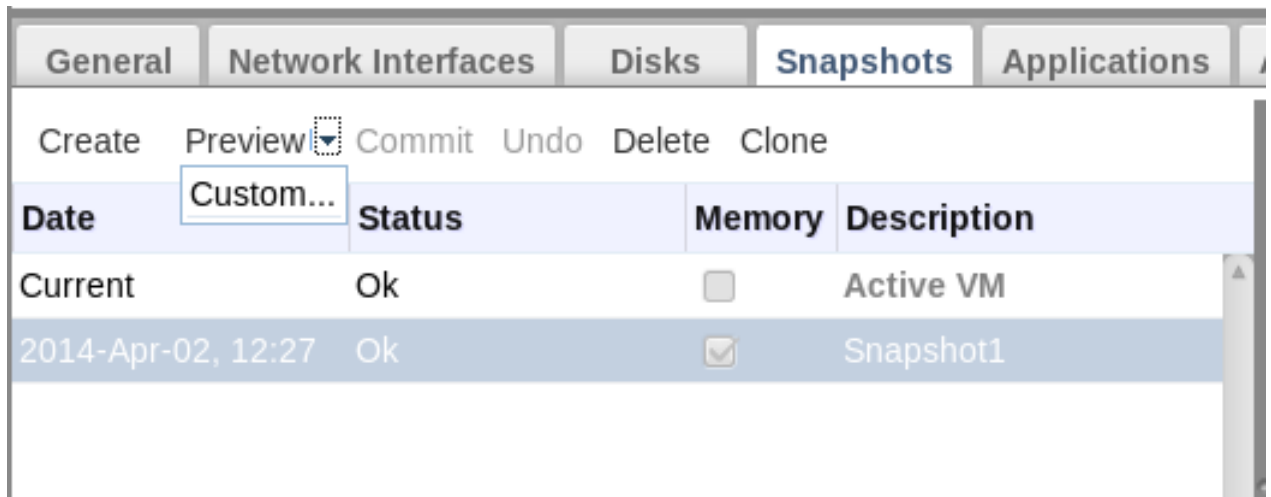 General Network Interfaces Disks Snapshots Applications
Create Preview Commit Undo Delete Clone
Custom...
Date Status Memory Description
Current Ok Active VM
2014-Apr-02, 12:27 Ok Snapshot1